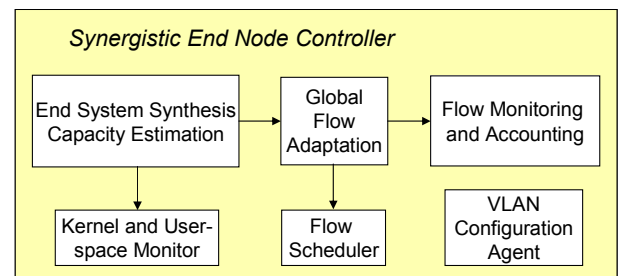 Synergistic End Node Controller
End System Synthesis
Capacity Estimation
Global
Flow
Adaptation
Flow Monitoring
and Accounting
Kernel and User-
space Monitor
Flow
Scheduler
VLAN
Configuration
Agent